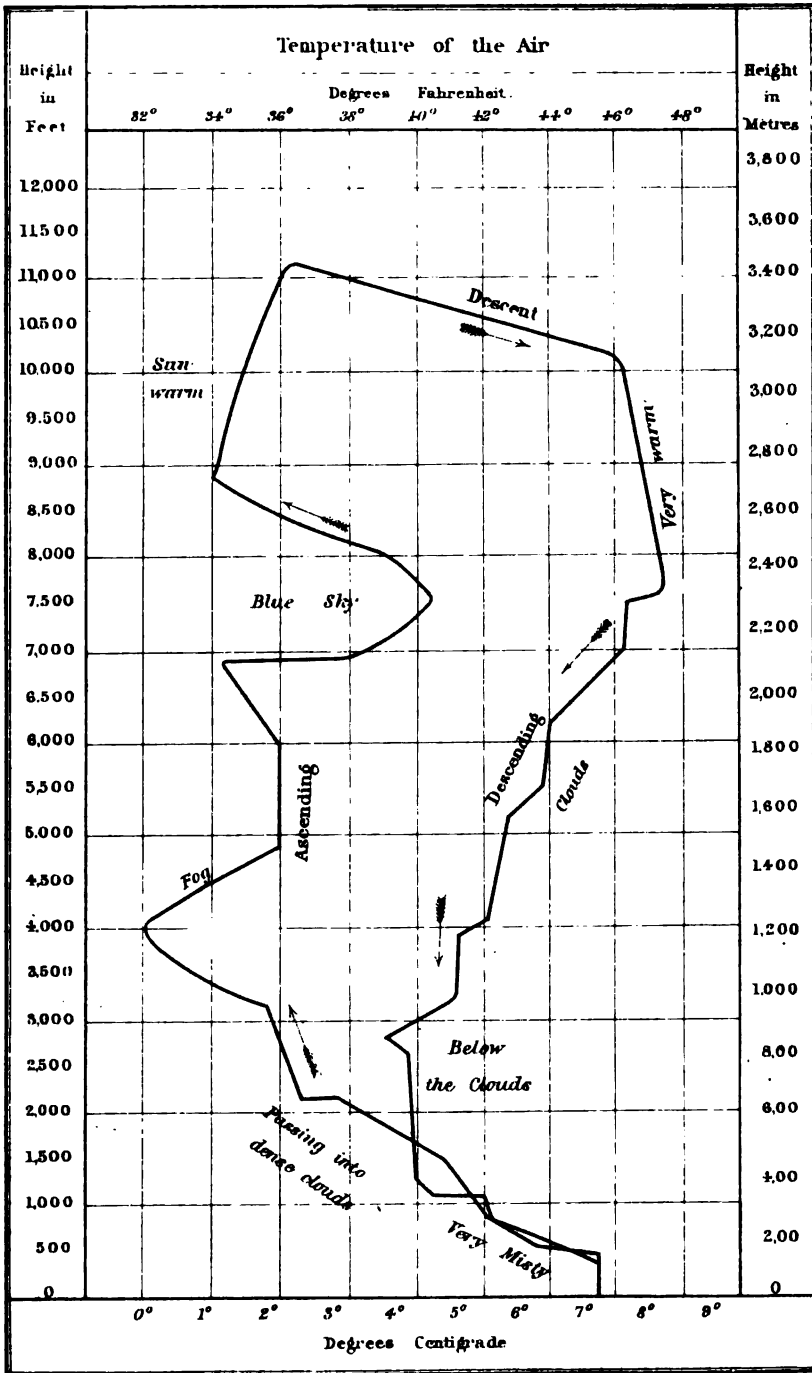 Temperature of the Air
Height
in
Feet
Height
in
Metres
Degrees Fahrenheit.
32° 34° 36° 38° 40° 42° 44° 46° 48°
12,000
11,500
11,000
10,500
10,000
9,500
9,000
8,500
8,000
7,500
7,000
6,500
6,000
5,500
5,000
4,500
4,000
3,500
3,000
2,500
2,000
1,500
1,000
500
0
3,800
3,600
3,400
3,200
3,000
2,800
2,600
2,400
2,200
2,000
1,800
1,600
1,400
1,200
1,000
8,00
6,00
4,00
2,00
0
Descent
Sun
warm
Very warm
Blue Sky
Descending
Clouds
Ascending
Fog
Below
the Clouds
Passing into
dense clouds
Very Misty
0° 1° 2° 3° 4° 5° 6° 7° 8° 9°
Degrees Centigrade